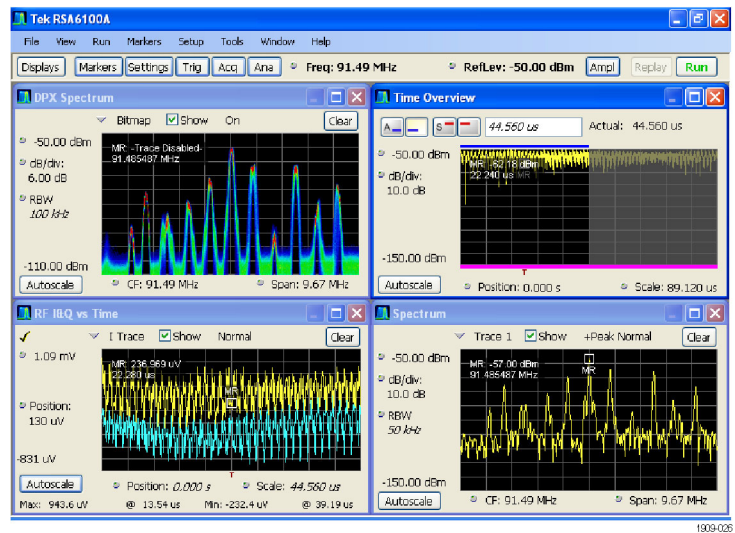 Tek RSA6100A
File View Run Markers Setup Tools Window Help
Displays Markers Settings Trig Acq Ana Freq: 91.49 MHz RefLev: -50.00 dBm Ampl Replay Run
DPX Spectrum
Bitmap Show On Clear
-50.00 dBm
dB/div:
6.00 dB
RBW
100 kHz
-110.00 dBm
MR: -Trace Disabled-
91.485487 MHz
Autoscale CF: 91.49 MHz Span: 9.67 MHz
Time Overview
A S 44.560 us Actual: 44.560 us
-50.00 dBm
dB/div:
10.0 dB
-150.00 dBm
MR: -62.18 dBm
22.240 us MR
T
Autoscale Position: 0.000 s Scale: 89.120 us
RF I&Q vs Time
I Trace Show Normal Clear
1.09 mV
Position:
130 uV
-831 uV
MR: 236.969 uV
22.280 us
MR
T
Autoscale Position: 0.000 s Scale: 44.560 us
Max: 943.6 uV @ 13.54 us Min: -232.4 uV @ 39.19 us
Spectrum
Trace 1 Show +Peak Normal Clear
-50.00 dBm
dB/div:
10.0 dB
RBW
50 kHz
-150.00 dBm
MR: -57.00 dBm
91.485487 MHz
MR
Autoscale CF: 91.49 MHz Span: 9.67 MHz
1909-026